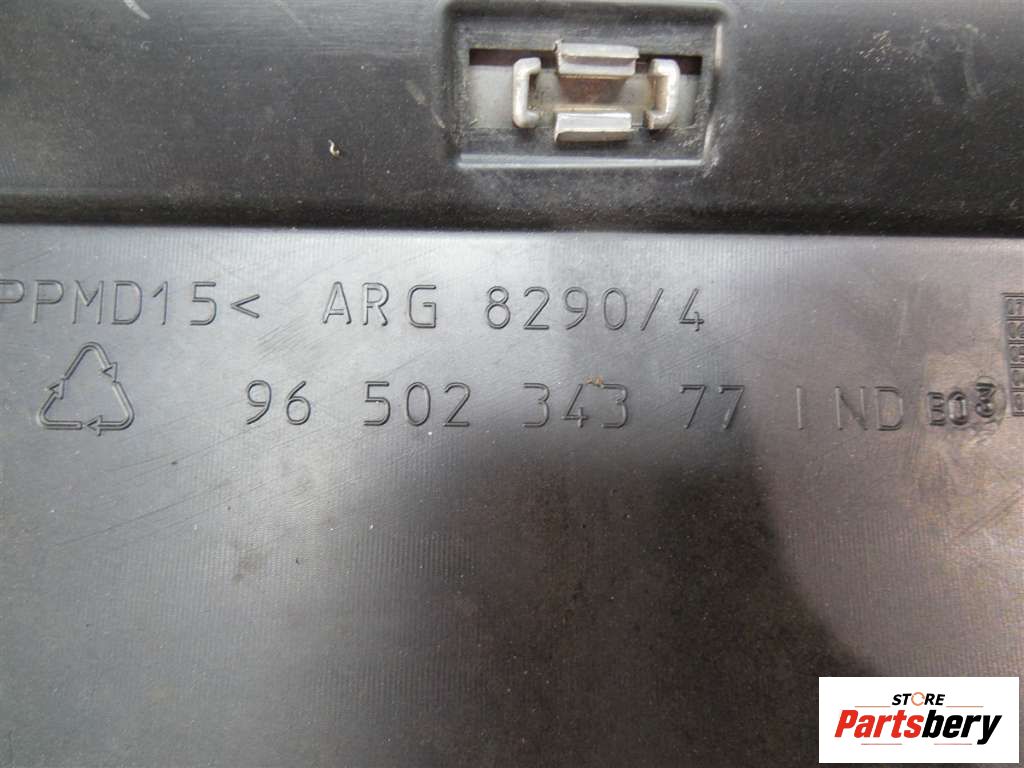 PPMD15< ARG 8290/4
96 502 343 77 IND
STORE
Partsbery